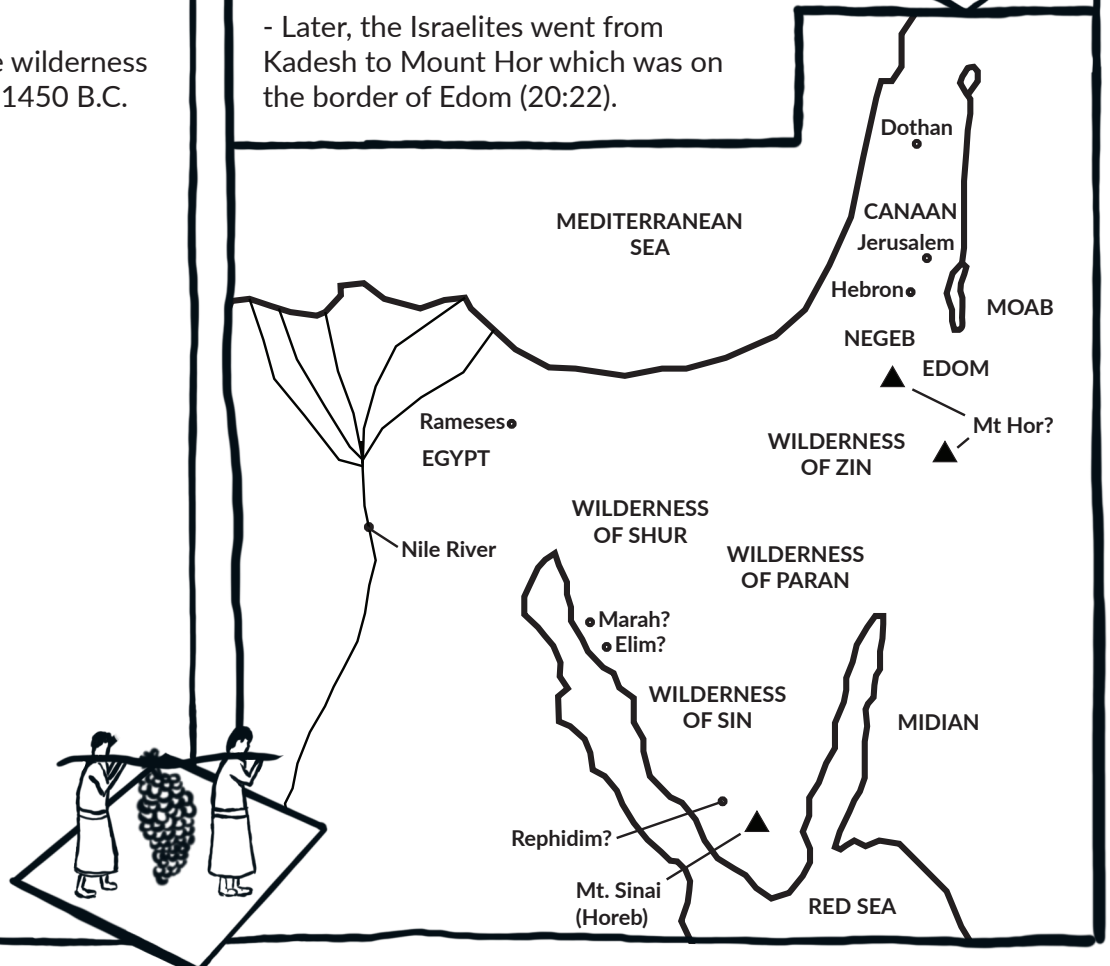 e wilderness
1450 B.C.
- Later, the Israelites went from
Kadesh to Mount Hor which was on
the border of Edom (20:22).
Dothan
CANAAN
Jerusalem
Hebron
MOAB
NEGEB
EDOM
Mt Hor?
MEDITERRANEAN
SEA
Rameses
EGYPT
WILDERNESS
OF ZIN
WILDERNESS
OF SHUR
Nile River
WILDERNESS
OF PARAN
Marah?
Elim?
WILDERNESS
OF SIN
MIDIAN
Rephidim?
Mt. Sinai
(Horeb)
RED SEA